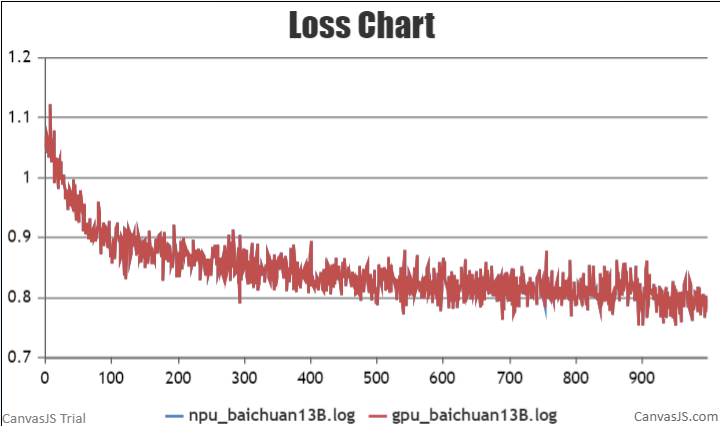 Loss Chart
1.2
1.1
1
0.9
0.8
0.7
0 100 200 300 400 500 600 700 800 900
npu_baichuan13B.log gpu_baichuan13B.log
CanvasJS Trial CanvasJS.com